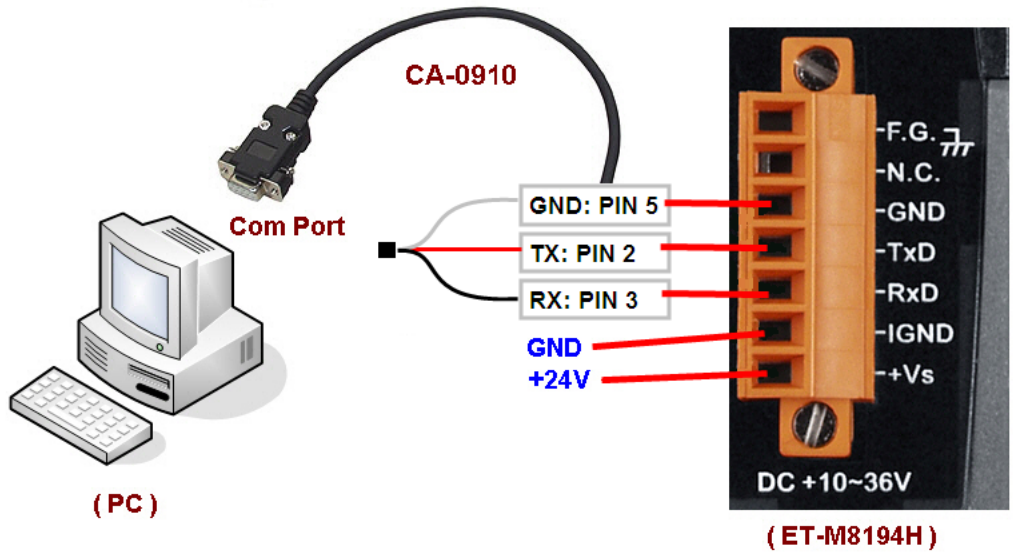 CA-0910
Com Port
GND: PIN 5
TX: PIN 2
RX: PIN 3
GND
+24V
F.G.
N.C.
GND
TxD
RxD
IGND
+Vs
DC +10~36V
( PC )
( ET-M8194H )